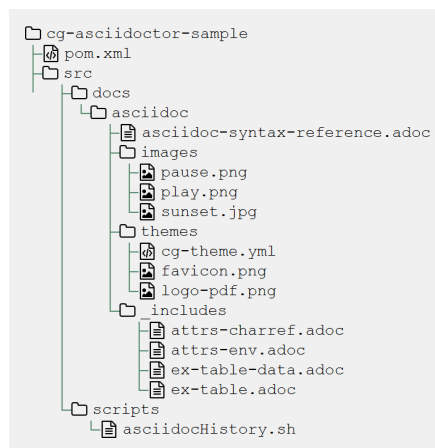 cg-asciidoctor-sample
pom.xml
src
docs
asciidoc
asciidoc-syntax-reference.adoc
images
pause.png
play.png
sunset.jpg
themes
cg-theme.yml
favicon.png
logo-pdf.png
_includes
attrs-charref.adoc
attrs-env.adoc
ex-table-data.adoc
ex-table.adoc
scripts
asciidocHistory.sh